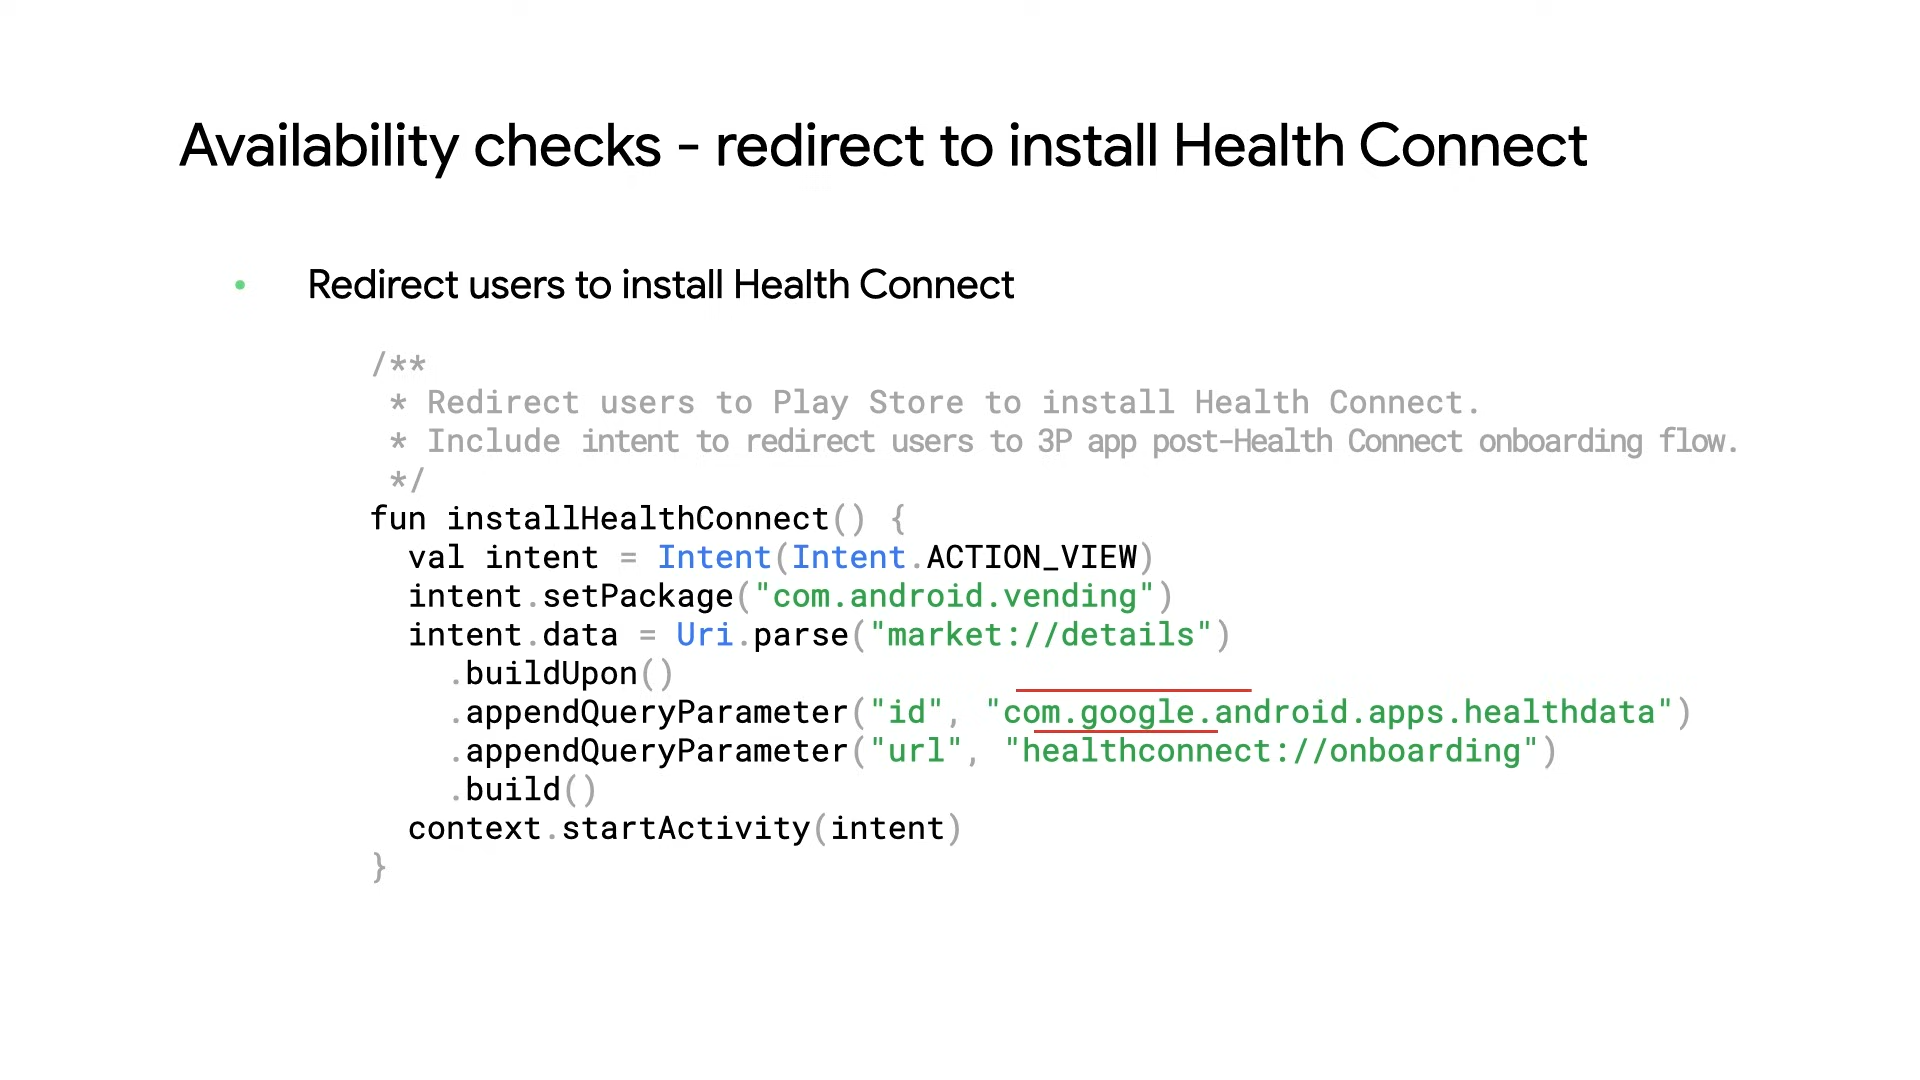 Availability checks - redirect to install Health Connect
• Redirect users to install Health Connect
/**
 * Redirect users to Play Store to install Health Connect.
 * Include intent to redirect users to 3P app post-Health Connect onboarding flow.
 */
fun installHealthConnect() {
  val intent = Intent(Intent.ACTION_VIEW)
  intent.setPackage("com.android.vending")
  intent.data = Uri.parse("market://details")
    .buildUpon()
    .appendQueryParameter("id", "com.google.android.apps.healthdata")
    .appendQueryParameter("url", "healthconnect://onboarding")
    .build()
  context.startActivity(intent)
}